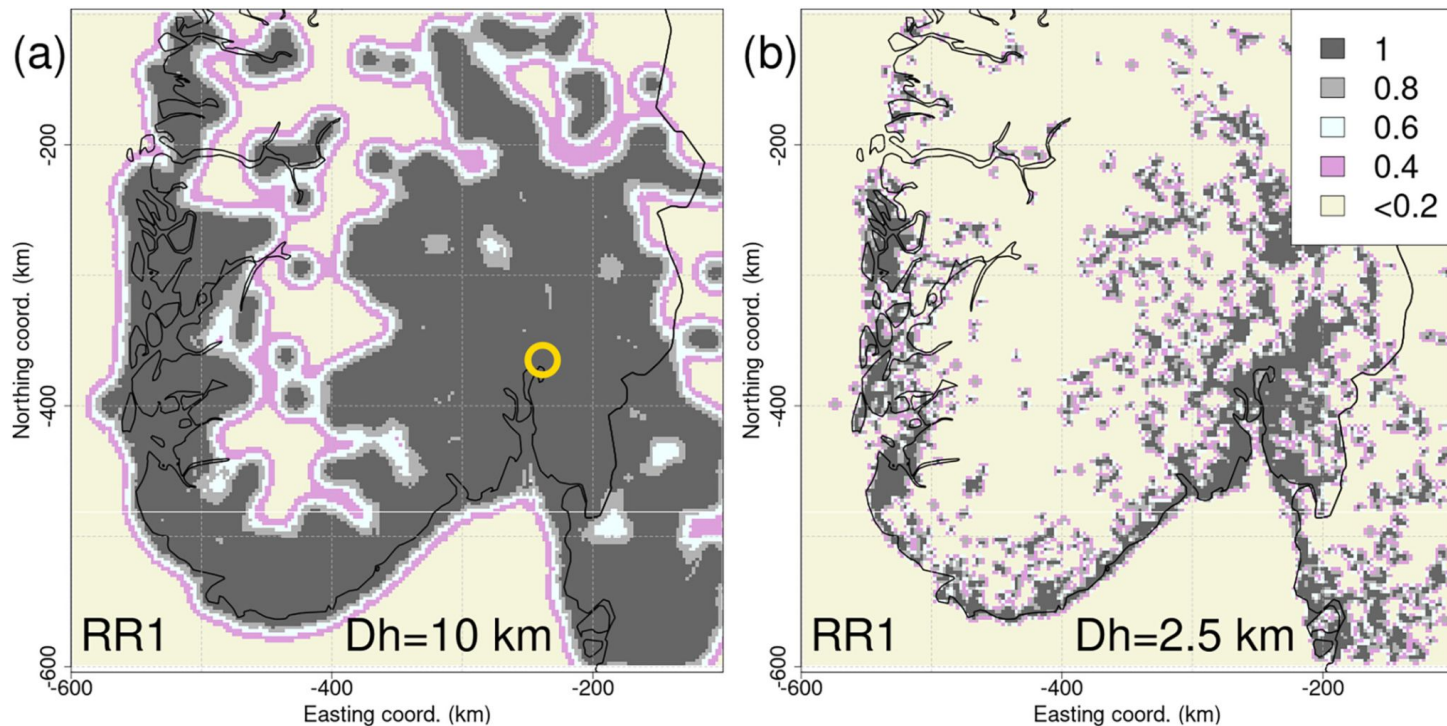 (a)
Northing coord. (km)
-200
-400
-600
RR1
Dh=10 km
-600
-400
-200
Easting coord. (km)
(b)
1
0.8
0.6
0.4
<0.2
Northing coord. (km)
-200
-400
-600
RR1
Dh=2.5 km
-600
-400
-200
Easting coord. (km)